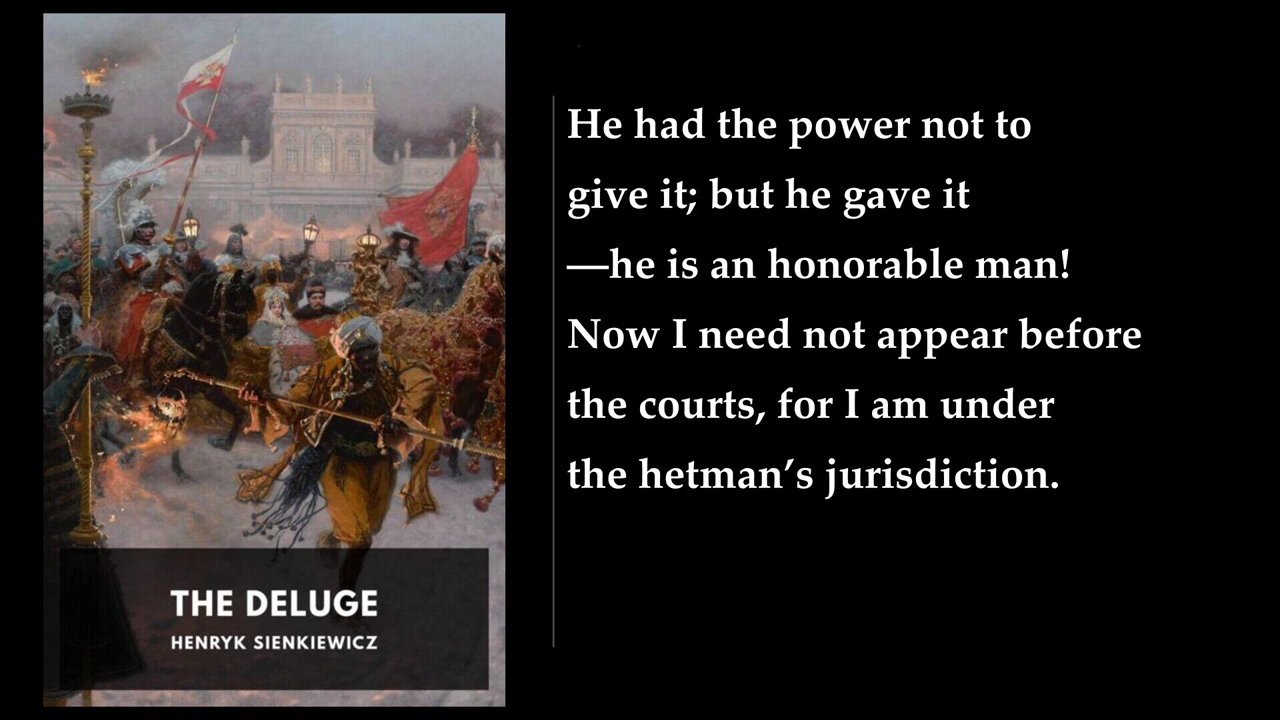 THE DELUGE
HENRYK SIENKIEWICZ
He had the power not to
give it; but he gave it
—he is an honorable man!
Now I need not appear before
the courts, for I am under
the hetman’s jurisdiction.